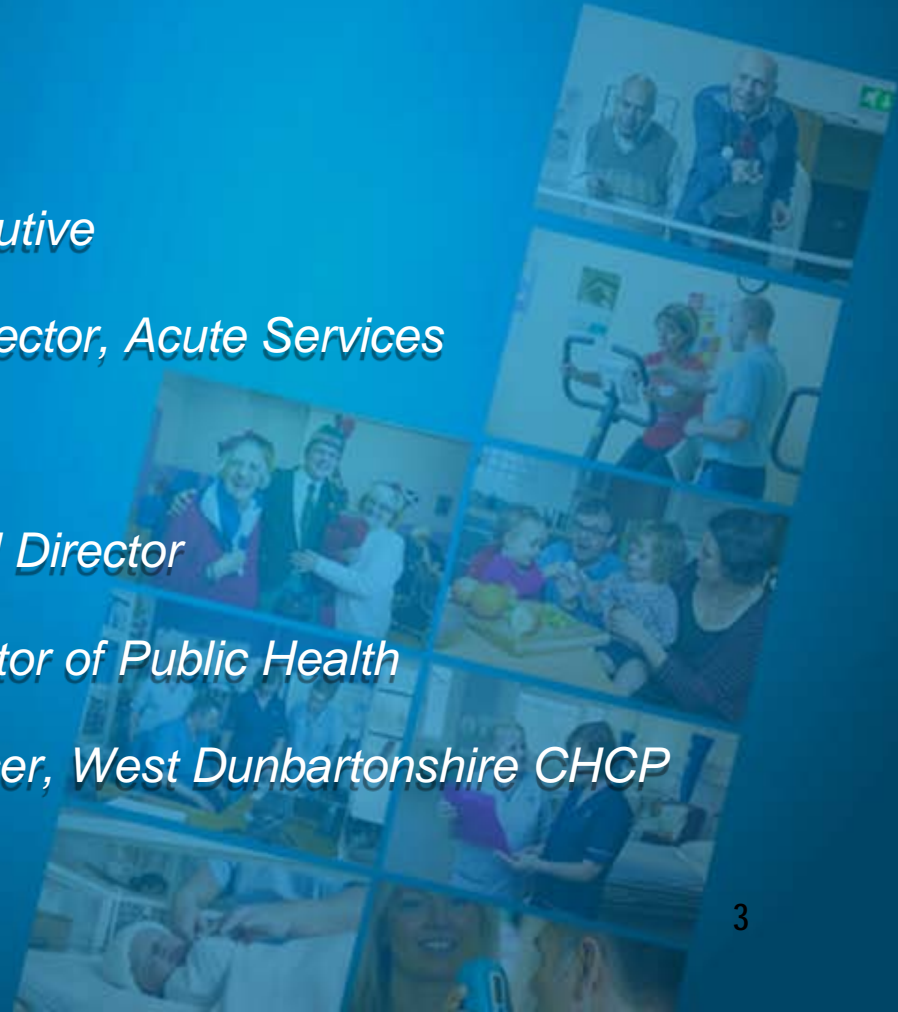 utive
ector, Acute Services
l Director
tor of Public Health
er, West Dunbartonshire CHCP
3